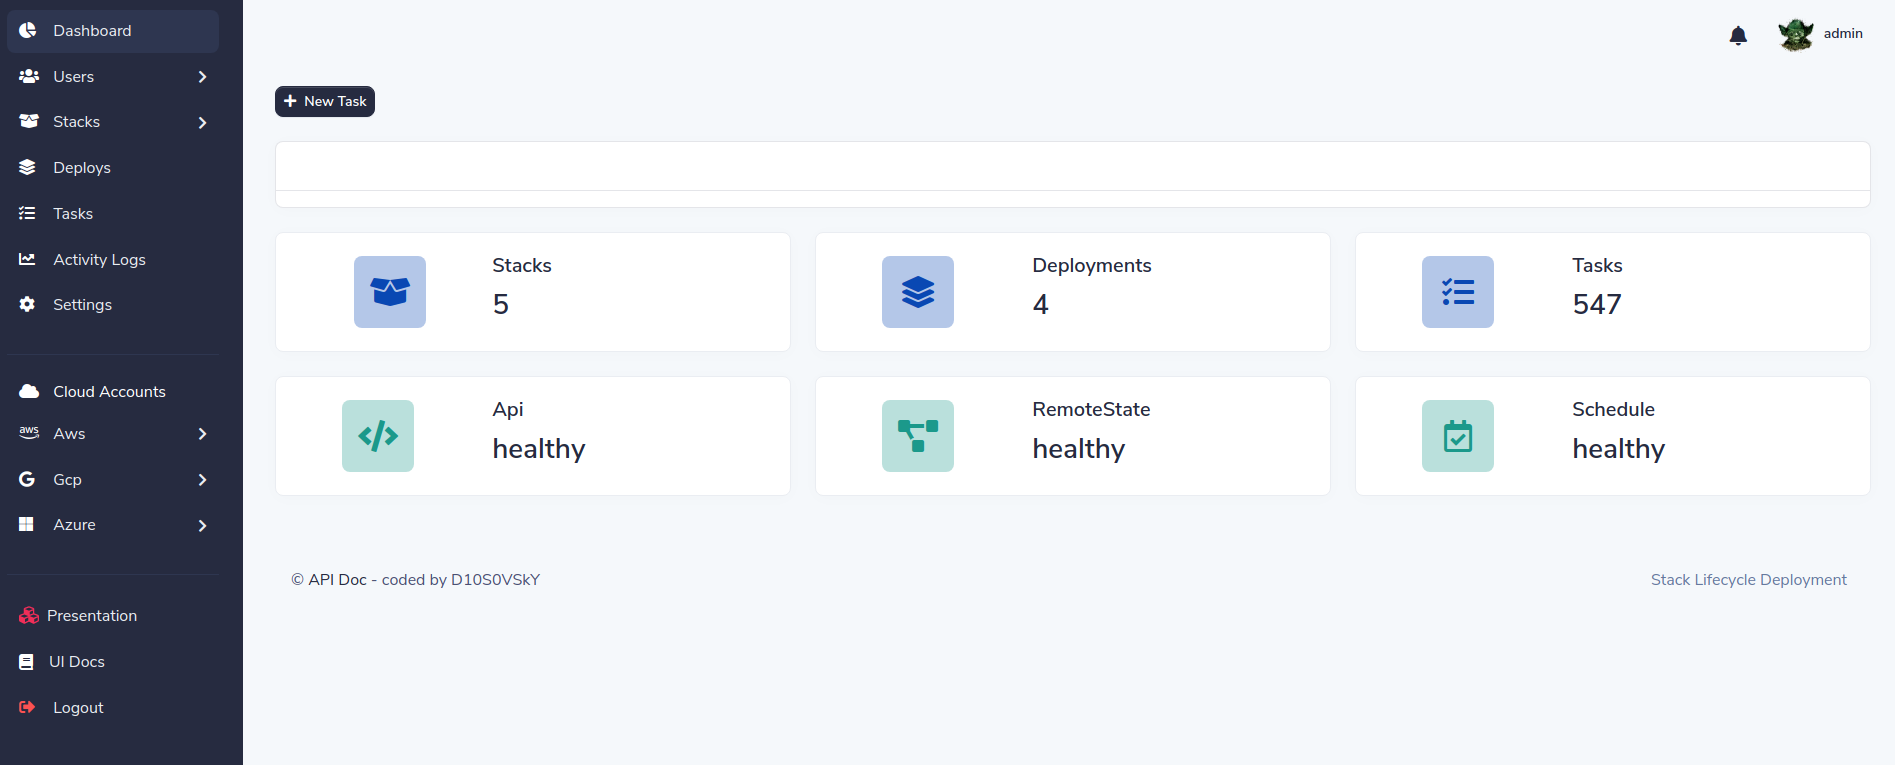 Dashboard
Users
Stacks
Deploys
Tasks
Activity Logs
Settings
Cloud Accounts
aws Aws
Gcp
Azure
Presentation
UI Docs
Logout
admin
New Task
Stacks
5
Deployments
4
Tasks
547
Api
healthy
RemoteState
healthy
Schedule
healthy
© API Doc - coded by D10S0VSkY
Stack Lifecycle Deployment